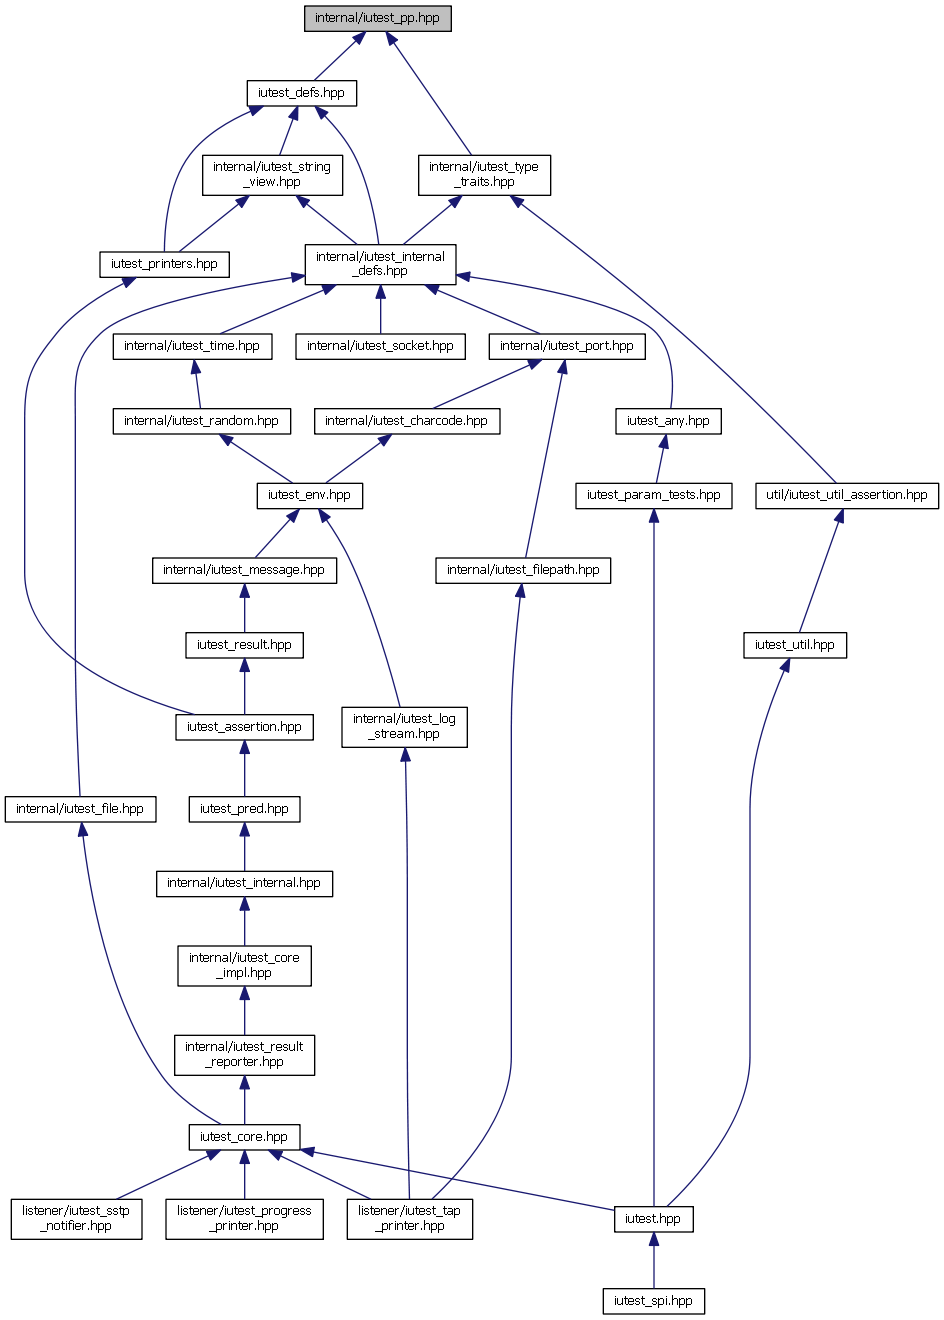 internal/iutest_pp.hpp
iutest_defs.hpp
internal/iutest_string
_view.hpp
internal/iutest_type
_traits.hpp
iutest_printers.hpp
internal/iutest_internal
_defs.hpp
internal/iutest_time.hpp
internal/iutest_socket.hpp
internal/iutest_port.hpp
internal/iutest_random.hpp
internal/iutest_charcode.hpp
iutest_any.hpp
iutest_env.hpp
iutest_param_tests.hpp
util/iutest_util_assertion.hpp
internal/iutest_message.hpp
internal/iutest_filepath.hpp
iutest_result.hpp
iutest_util.hpp
iutest_assertion.hpp
internal/iutest_log
_stream.hpp
internal/iutest_file.hpp
iutest_pred.hpp
internal/iutest_internal.hpp
internal/iutest_core
_impl.hpp
internal/iutest_result
_reporter.hpp
iutest_core.hpp
listener/iutest_sstp
_notifier.hpp
listener/iutest_progress
_printer.hpp
listener/iutest_tap
_printer.hpp
iutest.hpp
iutest_spi.hpp